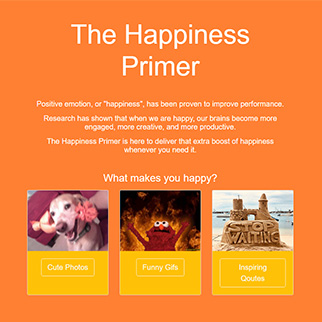 The Happiness
Primer
Positive emotion, or "happiness", has been proven to improve performance.
Research has shown that when we are happy, our brains become more
engaged, more creative, and more productive.
The Happiness Primer is here to deliver that extra boost of happiness
whenever you need it.
What makes you happy?
STOP
WAITING
Cute Photos
Funny Gifs
Inspiring
Qoutes